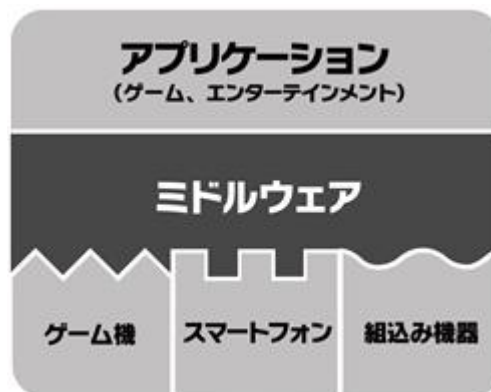 アプリケーション
(ゲーム、エンターテインメント)
ミドルウェア
ゲーム機
スマートフォン
組込み機器